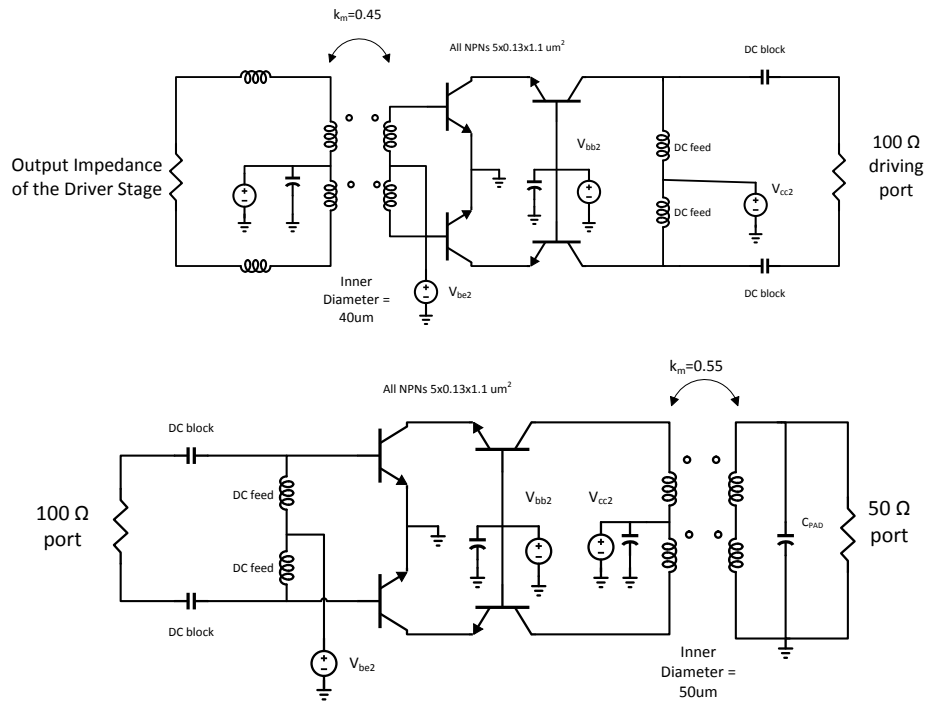 kₘ=0.45
All NPNs 5x0.13x1.1 um²
DC block
Output Impedance
of the Driver Stage
V_bb2
DC feed
DC feed
V_cc2
100 Ω
driving
port
DC block
Inner
Diameter =
40um
V_be2
kₘ=0.55
All NPNs 5x0.13x1.1 um²
DC block
100 Ω
port
DC feed
DC feed
V_bb2
V_cc2
C_PAD
50 Ω
port
DC block
V_be2
Inner
Diameter =
50um